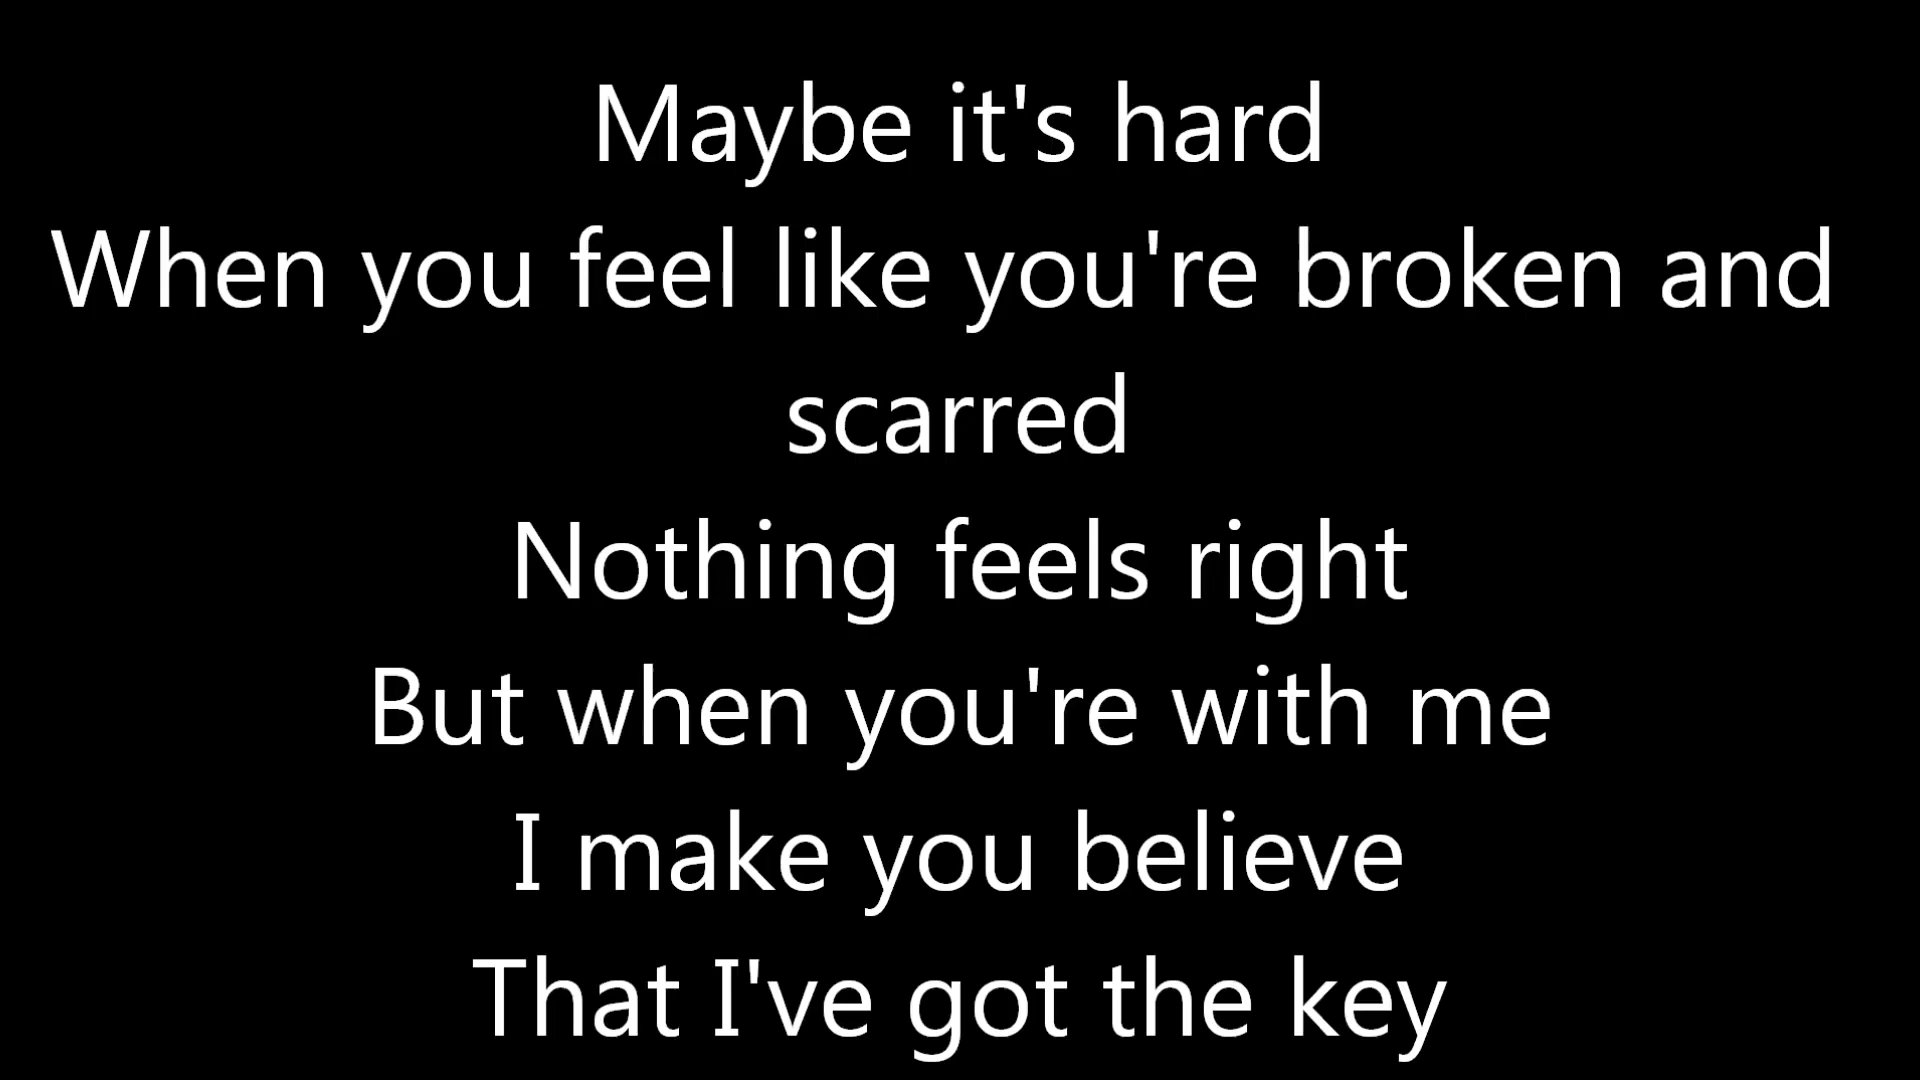 Maybe it's hard
When you feel like you're broken and
scarred
Nothing feels right
But when you're with me
I make you believe
That I've got the key